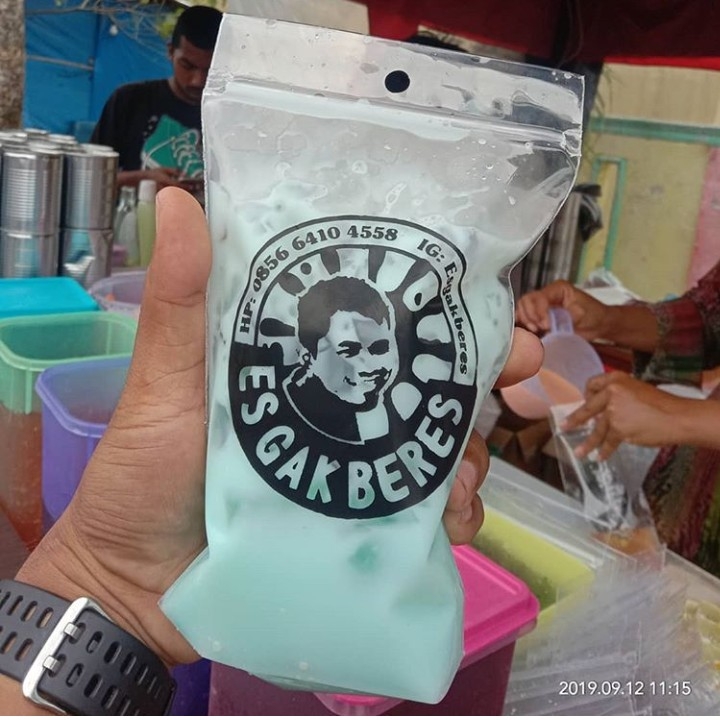 HP: 0856 6410 4558
IG: Esgakberes
ES GAK BERES
2019.09.12 11:15